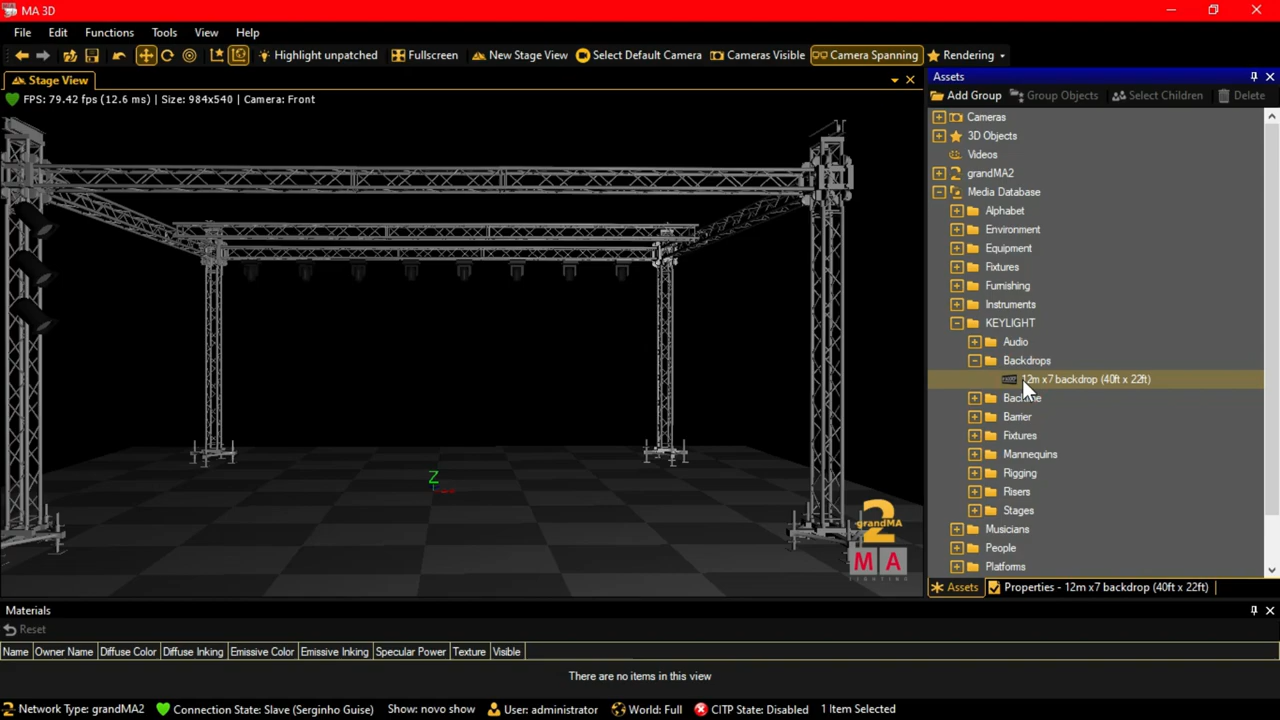 MA 3D
File Edit Functions Tools View Help
Highlight unpatched Fullscreen New Stage View Select Default Camera Cameras Visible Camera Spanning Rendering
Stage View
FPS: 79.42 fps (12.6 ms) | Size: 984x540 | Camera: Front
Z
2
grandMA
MA
LIGHTING
Assets
Add Group Group Objects Select Children Delete
Cameras
3D Objects
Videos
grandMA2
Media Database
Alphabet
Environment
Equipment
Fixtures
Furnishing
Instruments
KEYLIGHT
Audio
Backdrops
12m x7 backdrop (40ft x 22ft)
Backline
Barrier
Fixtures
Mannequins
Rigging
Risers
Stages
Musicians
People
Platforms
Assets Properties - 12m x7 backdrop (40ft x 22ft)
Materials
Reset
Name Owner Name Diffuse Color Diffuse Inking Emissive Color Emissive Inking Specular Power Texture Visible
There are no items in this view
Network Type: grandMA2 Connection State: Slave (Serginho Guise) Show: novo show User: administrator World: Full CITP State: Disabled 1 Item Selected